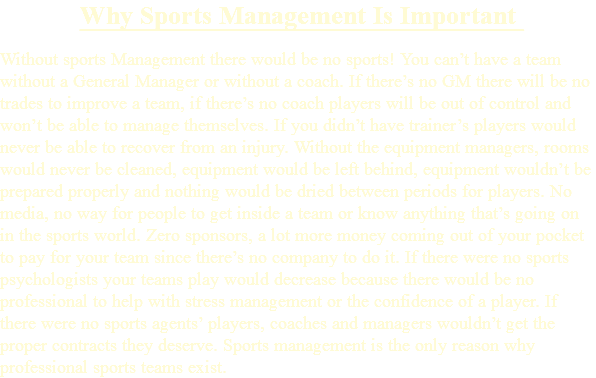 Why Sports Management Is Important
Without sports Management there would be no sports! You can't have a team
without a General Manager or without a coach. If there's no GM there will be no
trades to improve a team, if there's no coach players will be out of control and
won't be able to manage themselves. If you didn't have trainer's players would
never be able to recover from an injury. Without the equipment managers, rooms
would never be cleaned, equipment would be left behind, equipment wouldn't be
prepared properly and nothing would be dried between periods for players. No
media, no way for people to get inside a team or know anything that's going on
in the sports world. Zero sponsors, a lot more money coming out of your pocket
to pay for your team since there's no company to do it. If there were no sports
psychologists your teams play would decrease because there would be no
professional to help with stress management or the confidence of a player. If
there were no sports agents' players, coaches and managers wouldn't get the
proper contracts they deserve. Sports management is the only reason why
professional sports teams exist.